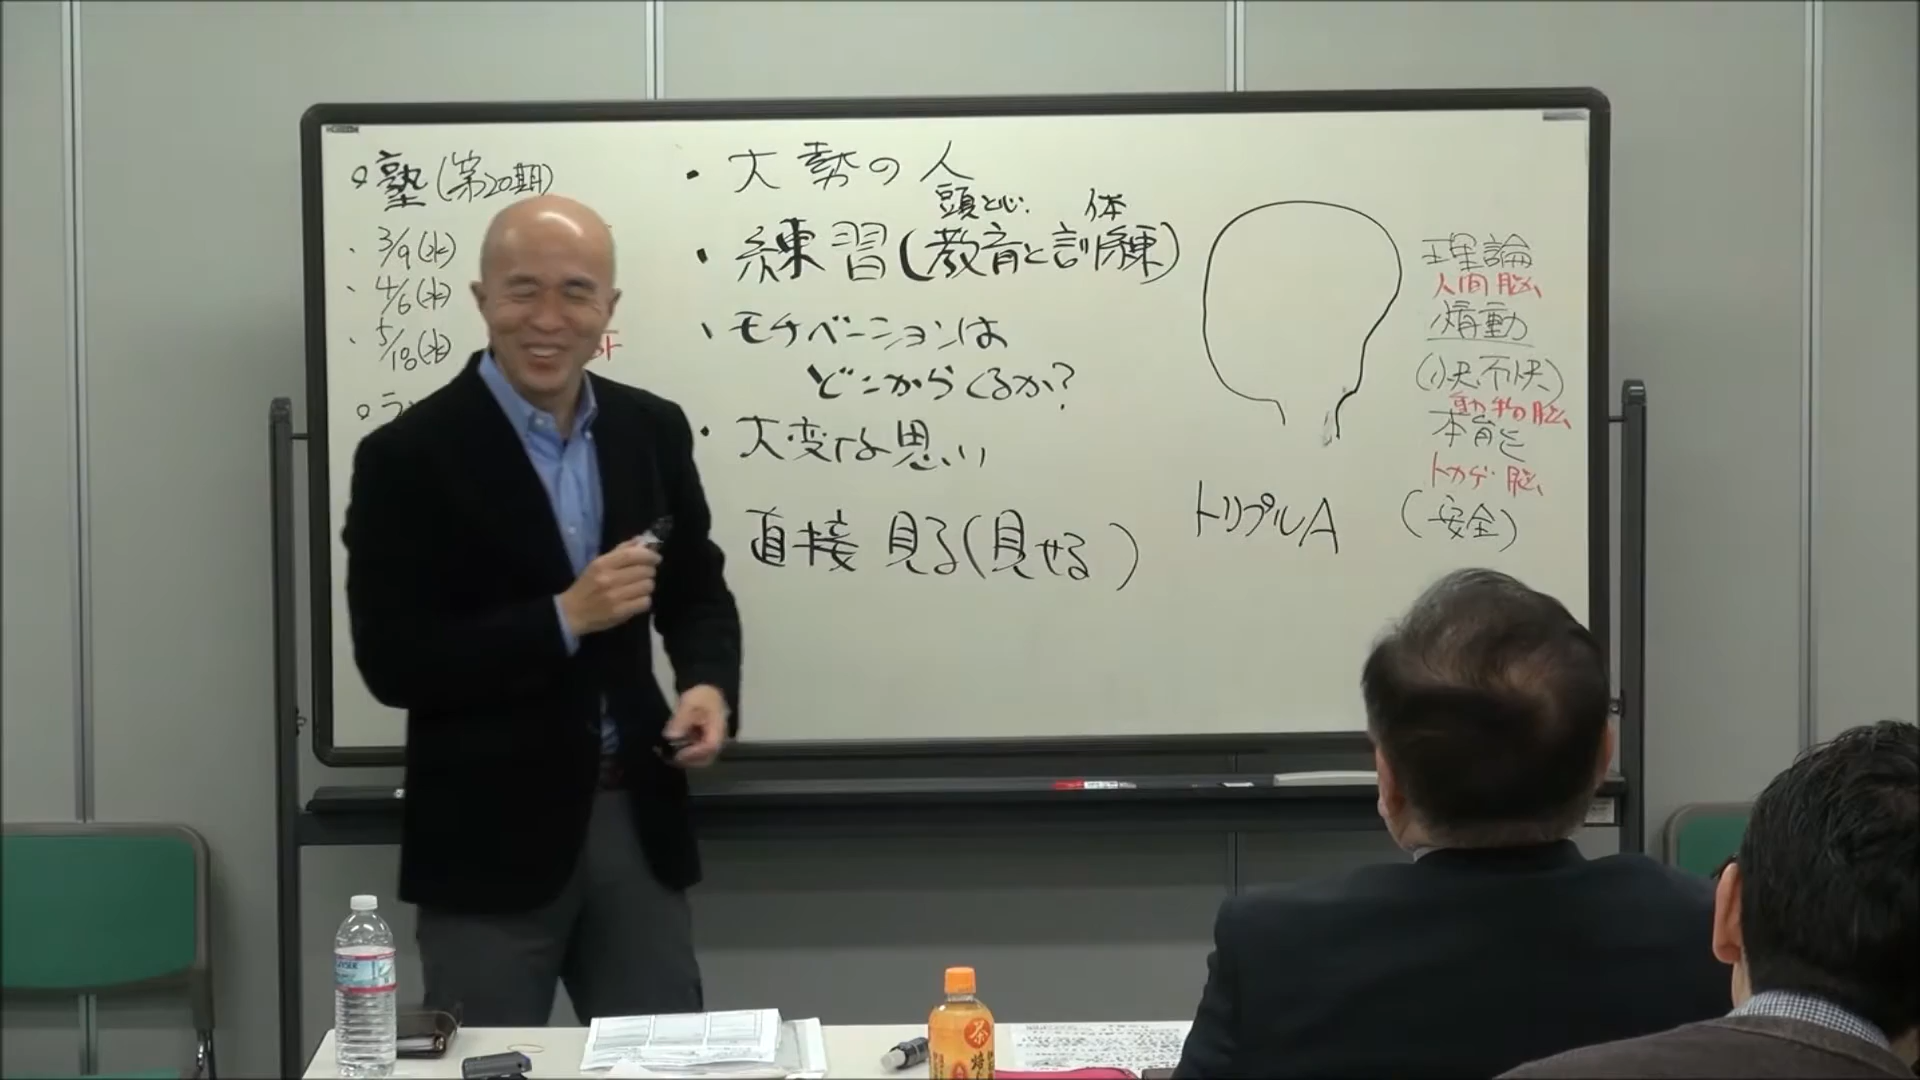 塾(第20期)
・3/9(水)
・4/6(水)
・5/18(水)
・大勢の人
頭と心 体
・練習(教育と訓練)
・モチベーションは
どこからくるか?
・大変な思い
直接見る(見せる)
トリプルA
理論
人間脳
情動
(快不快)
動物脳
本能
トカゲ脳
(安全)
茶